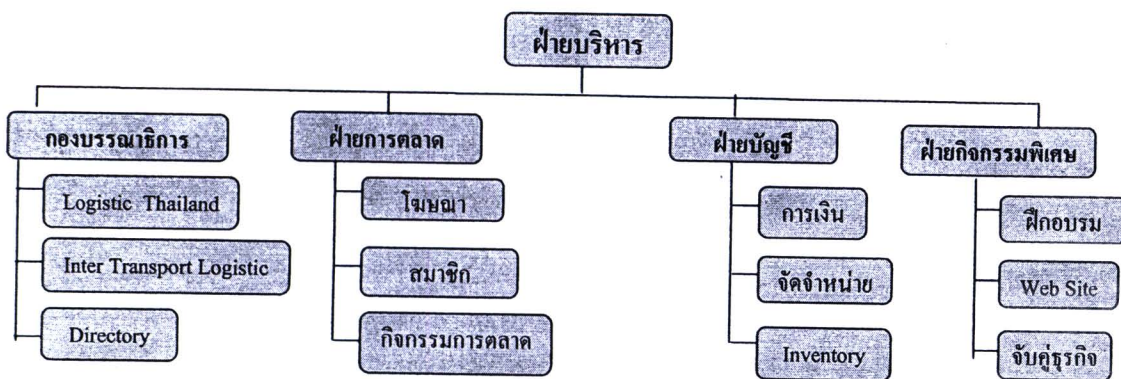 ฝ่ายบริหาร
กองบรรณาธิการ
Logistic Thailand
Inter Transport Logistic
Directory
ฝ่ายการตลาด
โฆษณา
สมาชิก
กิจกรรมการตลาด
ฝ่ายบัญชี
การเงิน
จัดจำหน่าย
Inventory
ฝ่ายกิจกรรมพิเศษ
ฝึกอบรม
Web Site
จับคู่ธุรกิจ